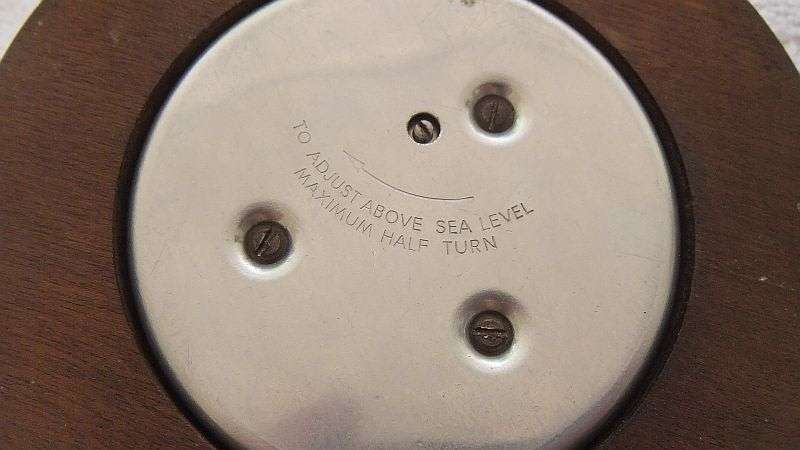 TO ADJUST ABOVE SEA LEVEL
MAXIMUM HALF TURN